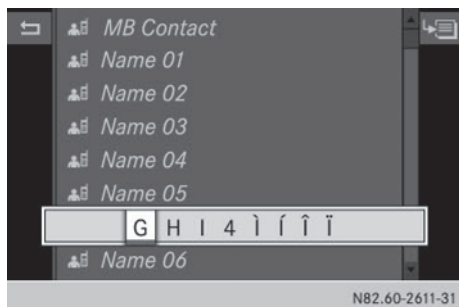 MB Contact
Name 01
Name 02
Name 03
Name 04
Name 05
G H I 4 Ì Í Î Ï
Name 06
N82.60-2611-31